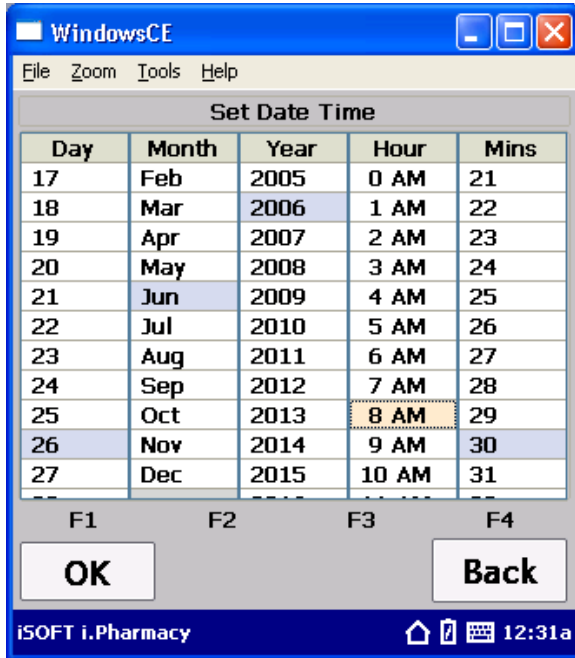 WindowsCE
File Zoom Tools Help
Set Date Time
Day Month Year Hour Mins
17 Feb 2005 0 AM 21
18 Mar 2006 1 AM 22
19 Apr 2007 2 AM 23
20 May 2008 3 AM 24
21 Jun 2009 4 AM 25
22 Jul 2010 5 AM 26
23 Aug 2011 6 AM 27
24 Sep 2012 7 AM 28
25 Oct 2013 8 AM 29
26 Nov 2014 9 AM 30
27 Dec 2015 10 AM 31
F1 F2 F3 F4
OK Back
iSOFT i.Pharmacy 12:31a